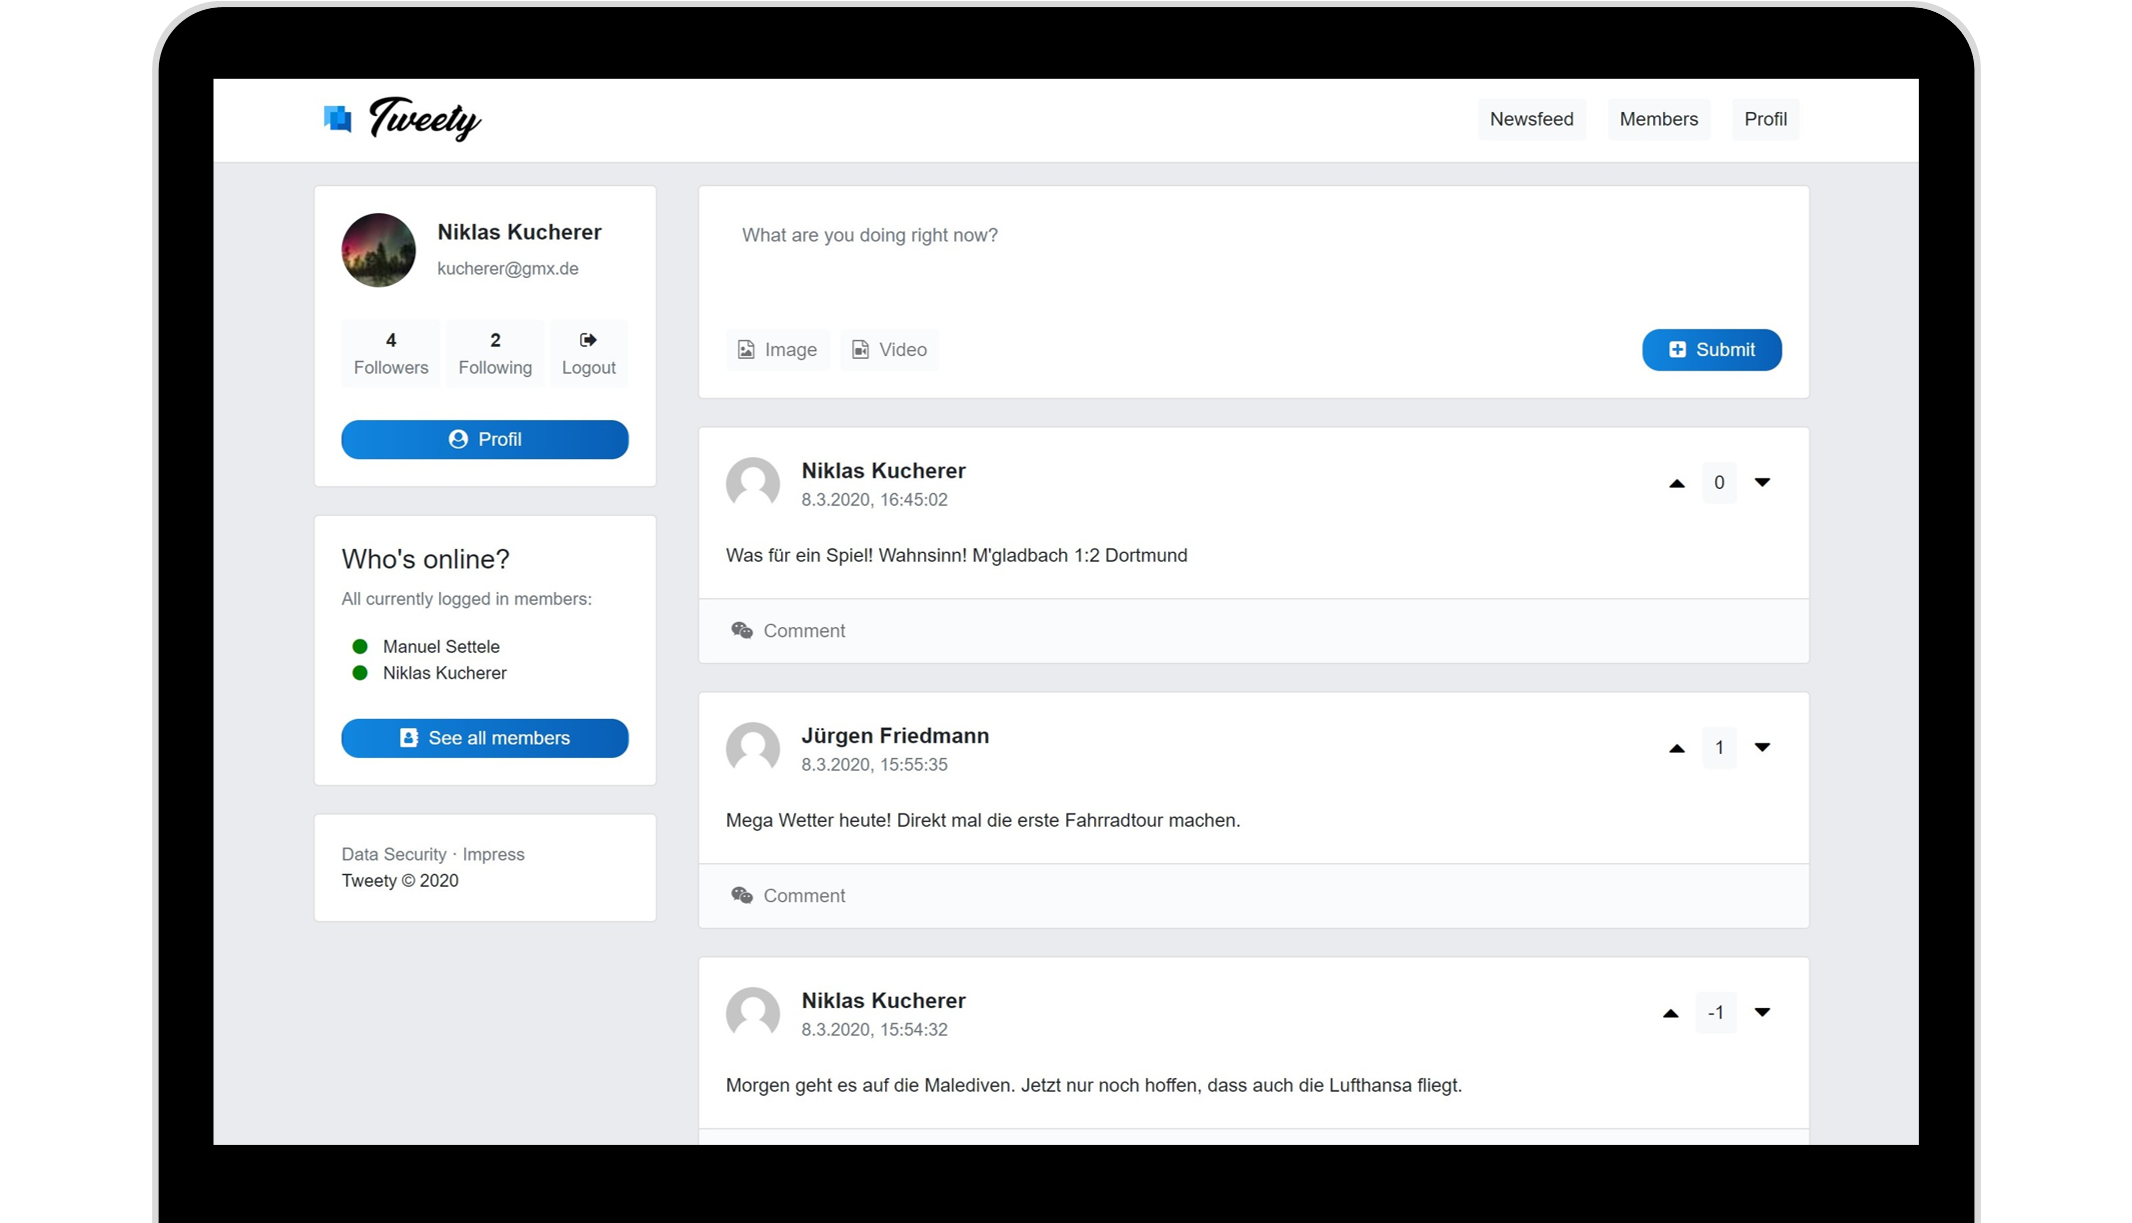 Tweety
Newsfeed
Members
Profil
Niklas Kucherer
kucherer@gmx.de
4
Followers
2
Following
Logout
Profil
Who's online?
All currently logged in members:
Manuel Settele
Niklas Kucherer
See all members
Data Security · Impress
Tweety © 2020
What are you doing right now?
Image
Video
Submit
Niklas Kucherer
8.3.2020, 16:45:02
0
Was für ein Spiel! Wahnsinn! M'gladbach 1:2 Dortmund
Comment
Jürgen Friedmann
8.3.2020, 15:55:35
1
Mega Wetter heute! Direkt mal die erste Fahrradtour machen.
Comment
Niklas Kucherer
8.3.2020, 15:54:32
-1
Morgen geht es auf die Malediven. Jetzt nur noch hoffen, dass auch die Lufthansa fliegt.